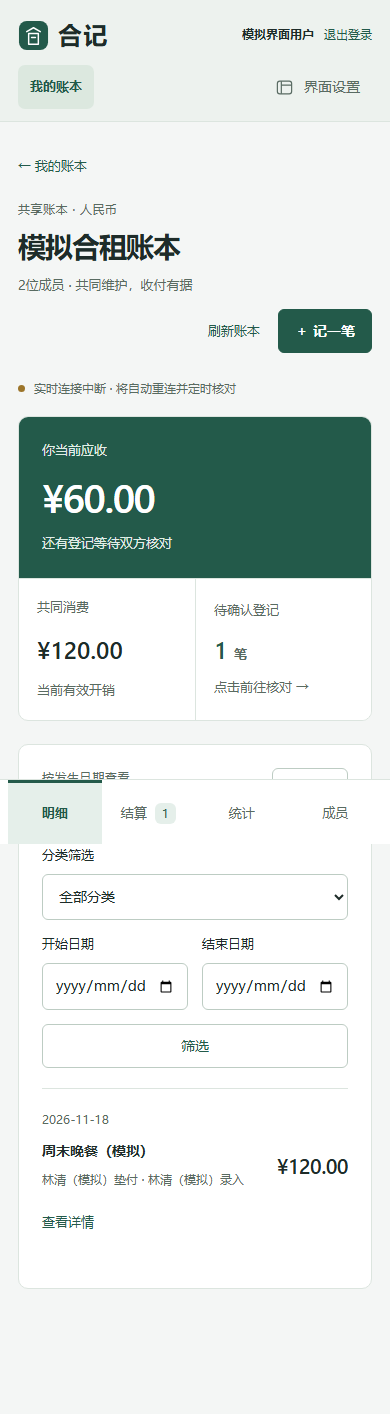 合记
模拟界面用户 退出登录
我的账本 界面设置
← 我的账本
共享账本 · 人民币
模拟合租账本
2位成员 · 共同维护，收付有据
刷新账本 + 记一笔
实时连接中断 · 将自动重连并定时核对
你当前应收
¥60.00
还有登记等待双方核对
共同消费
¥120.00
当前有效开销
待确认登记
1 笔
点击前往核对 →
按发生日期查看
明细 结算 1 统计 成员
分类筛选
全部分类
开始日期 结束日期
yyyy/mm/dd yyyy/mm/dd
筛选
2026-11-18
周末晚餐（模拟）
¥120.00
林清（模拟）垫付 · 林清（模拟）录入
查看详情